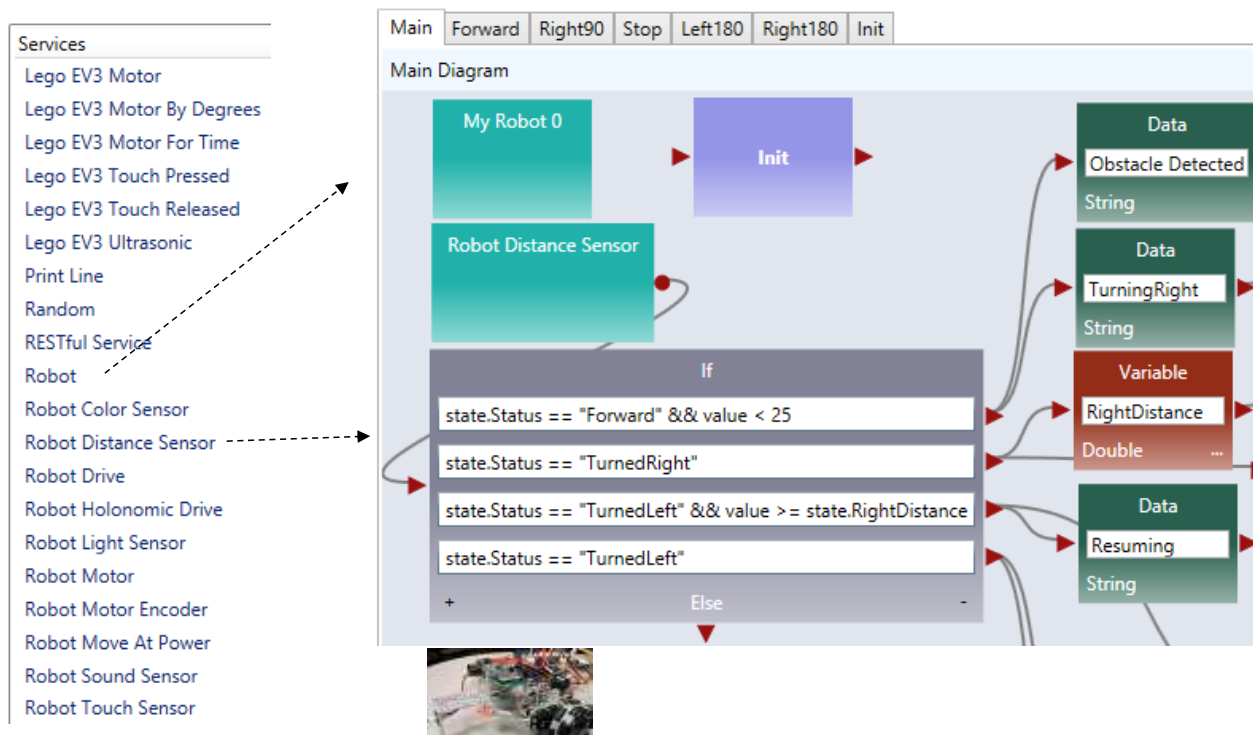 Services
Lego EV3 Motor
Lego EV3 Motor By Degrees
Lego EV3 Motor For Time
Lego EV3 Touch Pressed
Lego EV3 Touch Released
Lego EV3 Ultrasonic
Print Line
Random
RESTful Service
Robot
Robot Color Sensor
Robot Distance Sensor
Robot Drive
Robot Holonomic Drive
Robot Light Sensor
Robot Motor
Robot Motor Encoder
Robot Move At Power
Robot Sound Sensor
Robot Touch Sensor
Main Forward Right90 Stop Left180 Right180 Init
Main Diagram
My Robot 0
Init
Robot Distance Sensor
If
state.Status == "Forward" && value < 25
state.Status == "TurnedRight"
state.Status == "TurnedLeft" && value >= state.RightDistance
state.Status == "TurnedLeft"
+ Else -
Data
Obstacle Detected
String
Data
TurningRight
String
Variable
RightDistance
Double ...
Data
Resuming
String